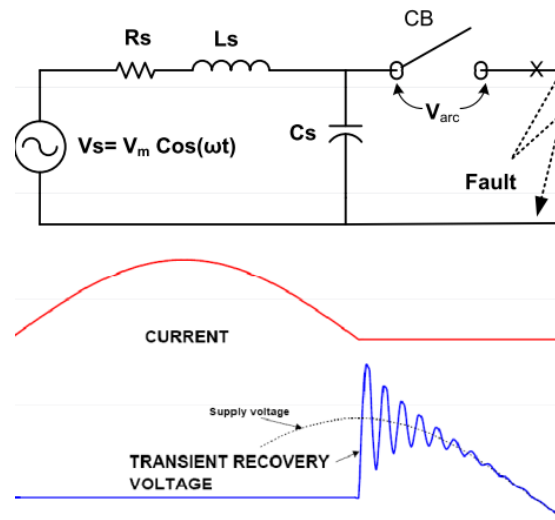 CB
Rs
Ls
Varc
Vs= Vm Cos(ωt)
Cs
Fault
CURRENT
Supply voltage
TRANSIENT RECOVERY
VOLTAGE